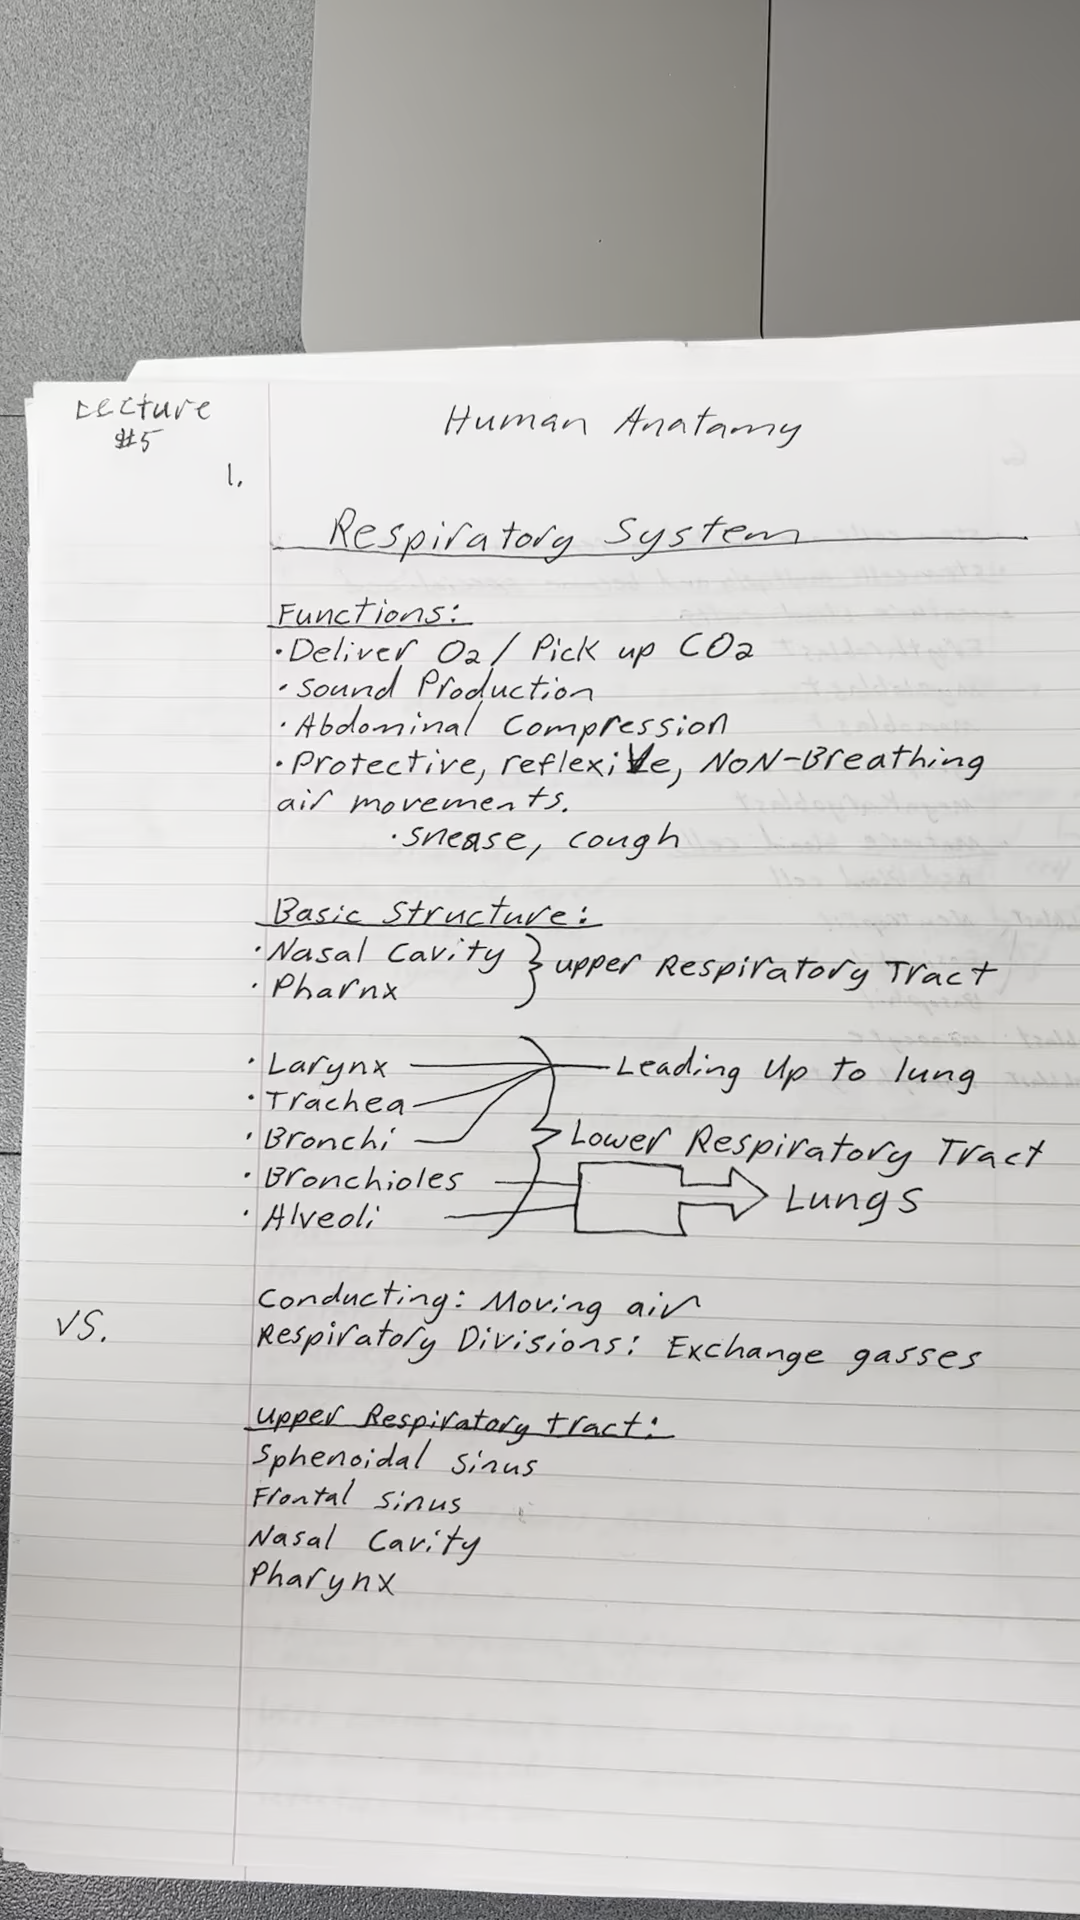 Lecture
#5
Human Anatamy
1.
Respiratory System
Functions:
· Deliver O2 / Pick up CO2
· Sound Production
· Abdominal Compression
· Protective, reflexive, NON-Breathing
air movements.
· snease, cough
Basic Structure:
· Nasal Cavity
· Pharnx
} upper Respiratory Tract
· Larynx
· Trachea
· Bronchi
Leading Up to lung
· Bronchioles
· Alveoli
Lower Respiratory Tract
Lungs
Conducting: Moving air
vs.
Respiratory Divisions: Exchange gasses
upper Respiratory tract:
Sphenoidal sinus
Frontal sinus
Nasal Cavity
Pharynx